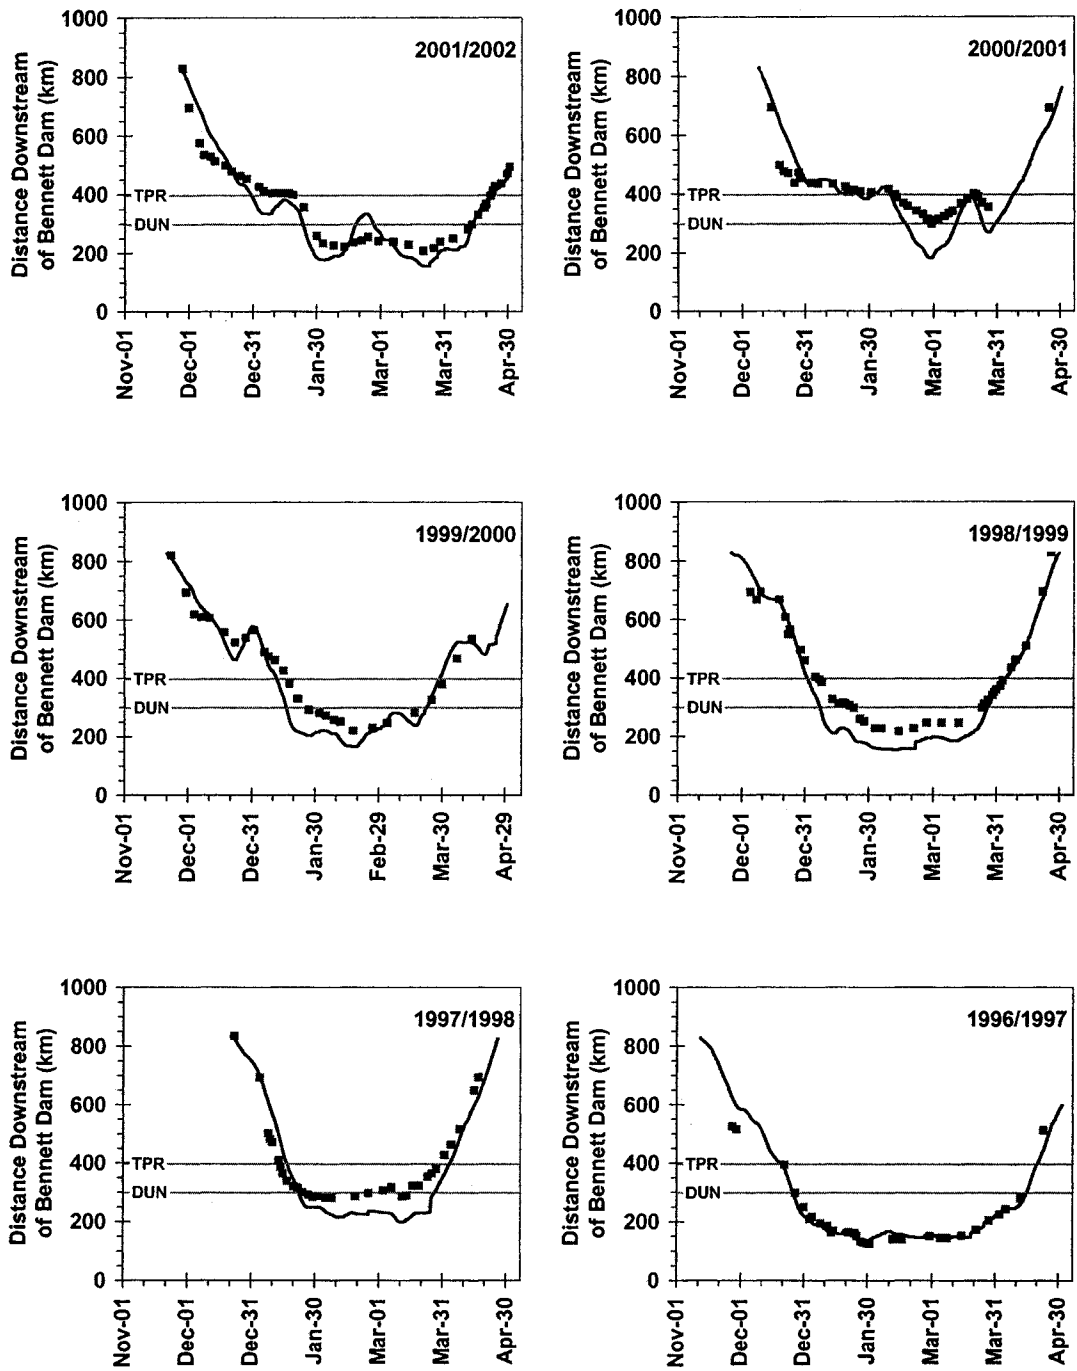 Distance Downstream
of Bennett Dam (km)
1000
800
600
400
200
0
2001/2002
TPR
DUN
Nov-01
Dec-01
Dec-31
Jan-30
Mar-01
Mar-31
Apr-30
Distance Downstream
of Bennett Dam (km)
1000
800
600
400
200
0
2000/2001
TPR
DUN
Nov-01
Dec-01
Dec-31
Jan-30
Mar-01
Mar-31
Apr-30
Distance Downstream
of Bennett Dam (km)
1000
800
600
400
200
0
1999/2000
TPR
DUN
Nov-01
Dec-01
Dec-31
Jan-30
Feb-29
Mar-30
Apr-29
Distance Downstream
of Bennett Dam (km)
1000
800
600
400
200
0
1998/1999
TPR
DUN
Nov-01
Dec-01
Dec-31
Jan-30
Mar-01
Mar-31
Apr-30
Distance Downstream
of Bennett Dam (km)
1000
800
600
400
200
0
1997/1998
TPR
DUN
Nov-01
Dec-01
Dec-31
Jan-30
Mar-01
Mar-31
Apr-30
Distance Downstream
of Bennett Dam (km)
1000
800
600
400
200
0
1996/1997
TPR
DUN
Nov-01
Dec-01
Dec-31
Jan-30
Mar-01
Mar-31
Apr-30